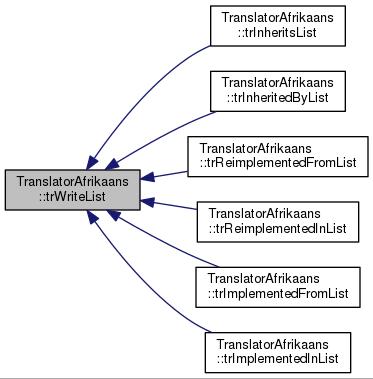 TranslatorAfrikaans
::trInheritsList
TranslatorAfrikaans
::trInheritedByList
TranslatorAfrikaans
::trReimplementedFromList
TranslatorAfrikaans
::trWriteList
TranslatorAfrikaans
::trReimplementedInList
TranslatorAfrikaans
::trImplementedFromList
TranslatorAfrikaans
::trImplementedInList